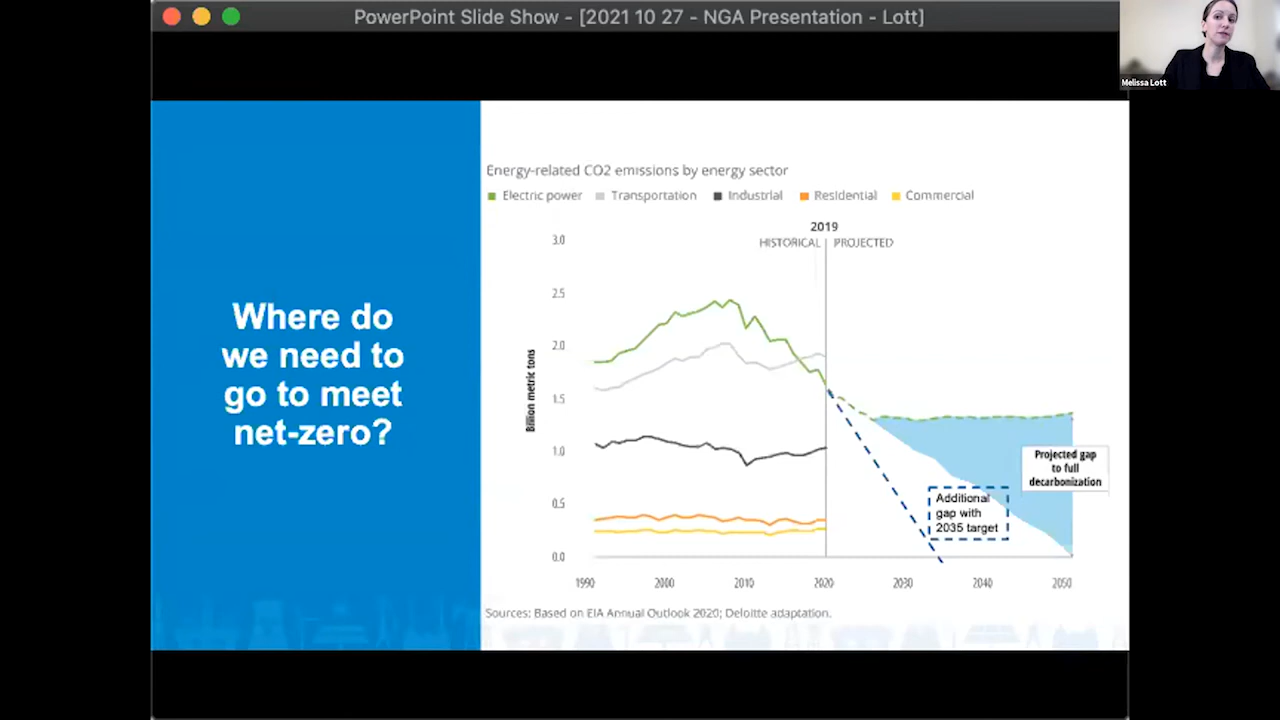 PowerPoint Slide Show - [2021 10 27 - NGA Presentation - Lott]
Melissa Lott
Where do
we need to
go to meet
net-zero?
Energy-related CO2 emissions by energy sector
Electric power Transportation Industrial Residential Commercial
2019
HISTORICAL PROJECTED
Billion metric tons
3.0
2.5
2.0
1.5
1.0
0.5
0.0
Projected gap
to full
decarbonization
Additional
gap with
2035 target
1990 2000 2010 2020 2030 2040 2050
Sources: Based on EIA Annual Outlook 2020; Deloitte adaptation.